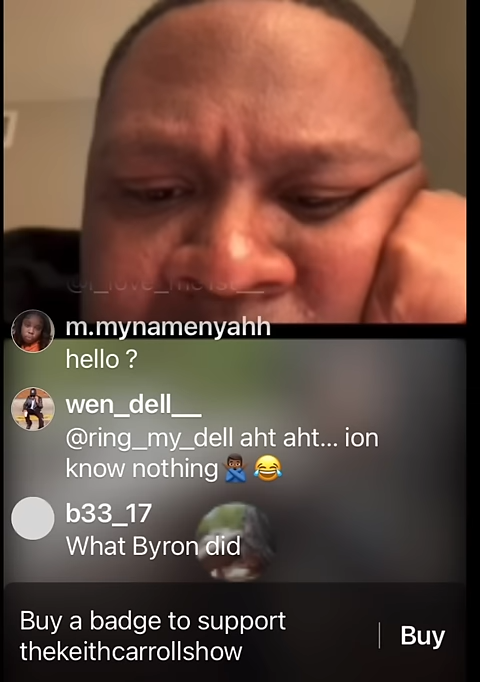 m.mynamenyahh
hello ?
wen_dell__
@ring_my_dell aht aht... ion
know nothing🙅🏾‍♂️😂
b33_17
What Byron did
Buy a badge to support
thekeithcarrollshow
Buy